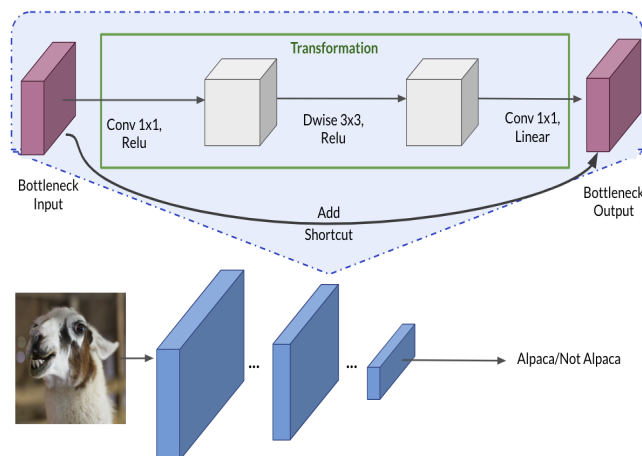 Transformation
Conv 1x1,
Relu
Dwise 3x3,
Relu
Conv 1x1,
Linear
Bottleneck
Input
Bottleneck
Output
Add
Shortcut
...
...
Alpaca/Not Alpaca